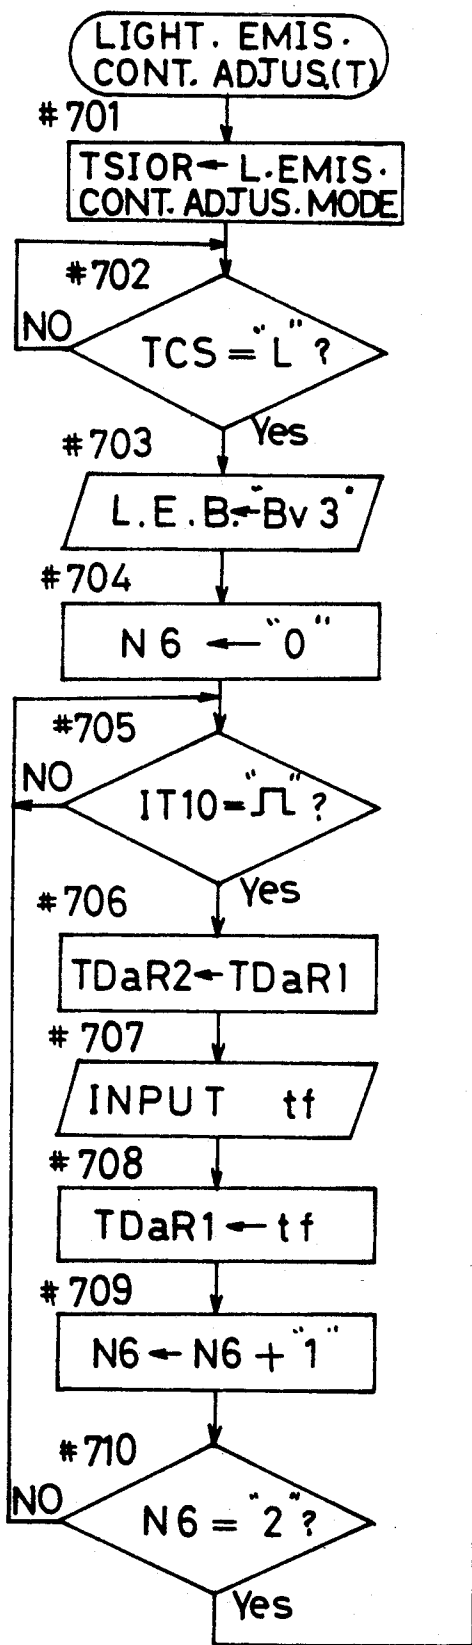 LIGHT. EMIS.
CONT. ADJUS.(T)
#701
TSIOR← L.EMIS.
CONT. ADJUS. MODE
#702
NO
TCS = "L" ?
Yes
#703
L.E.B.←"Bv 3"
#704
N6 ← "0"
#705
NO
IT10="⎍" ?
Yes
#706
TDaR2←TDaR1
#707
INPUT tf
#708
TDaR1 ← tf
#709
N6 ← N6 + "1"
#710
NO
N6 = "2"?
Yes